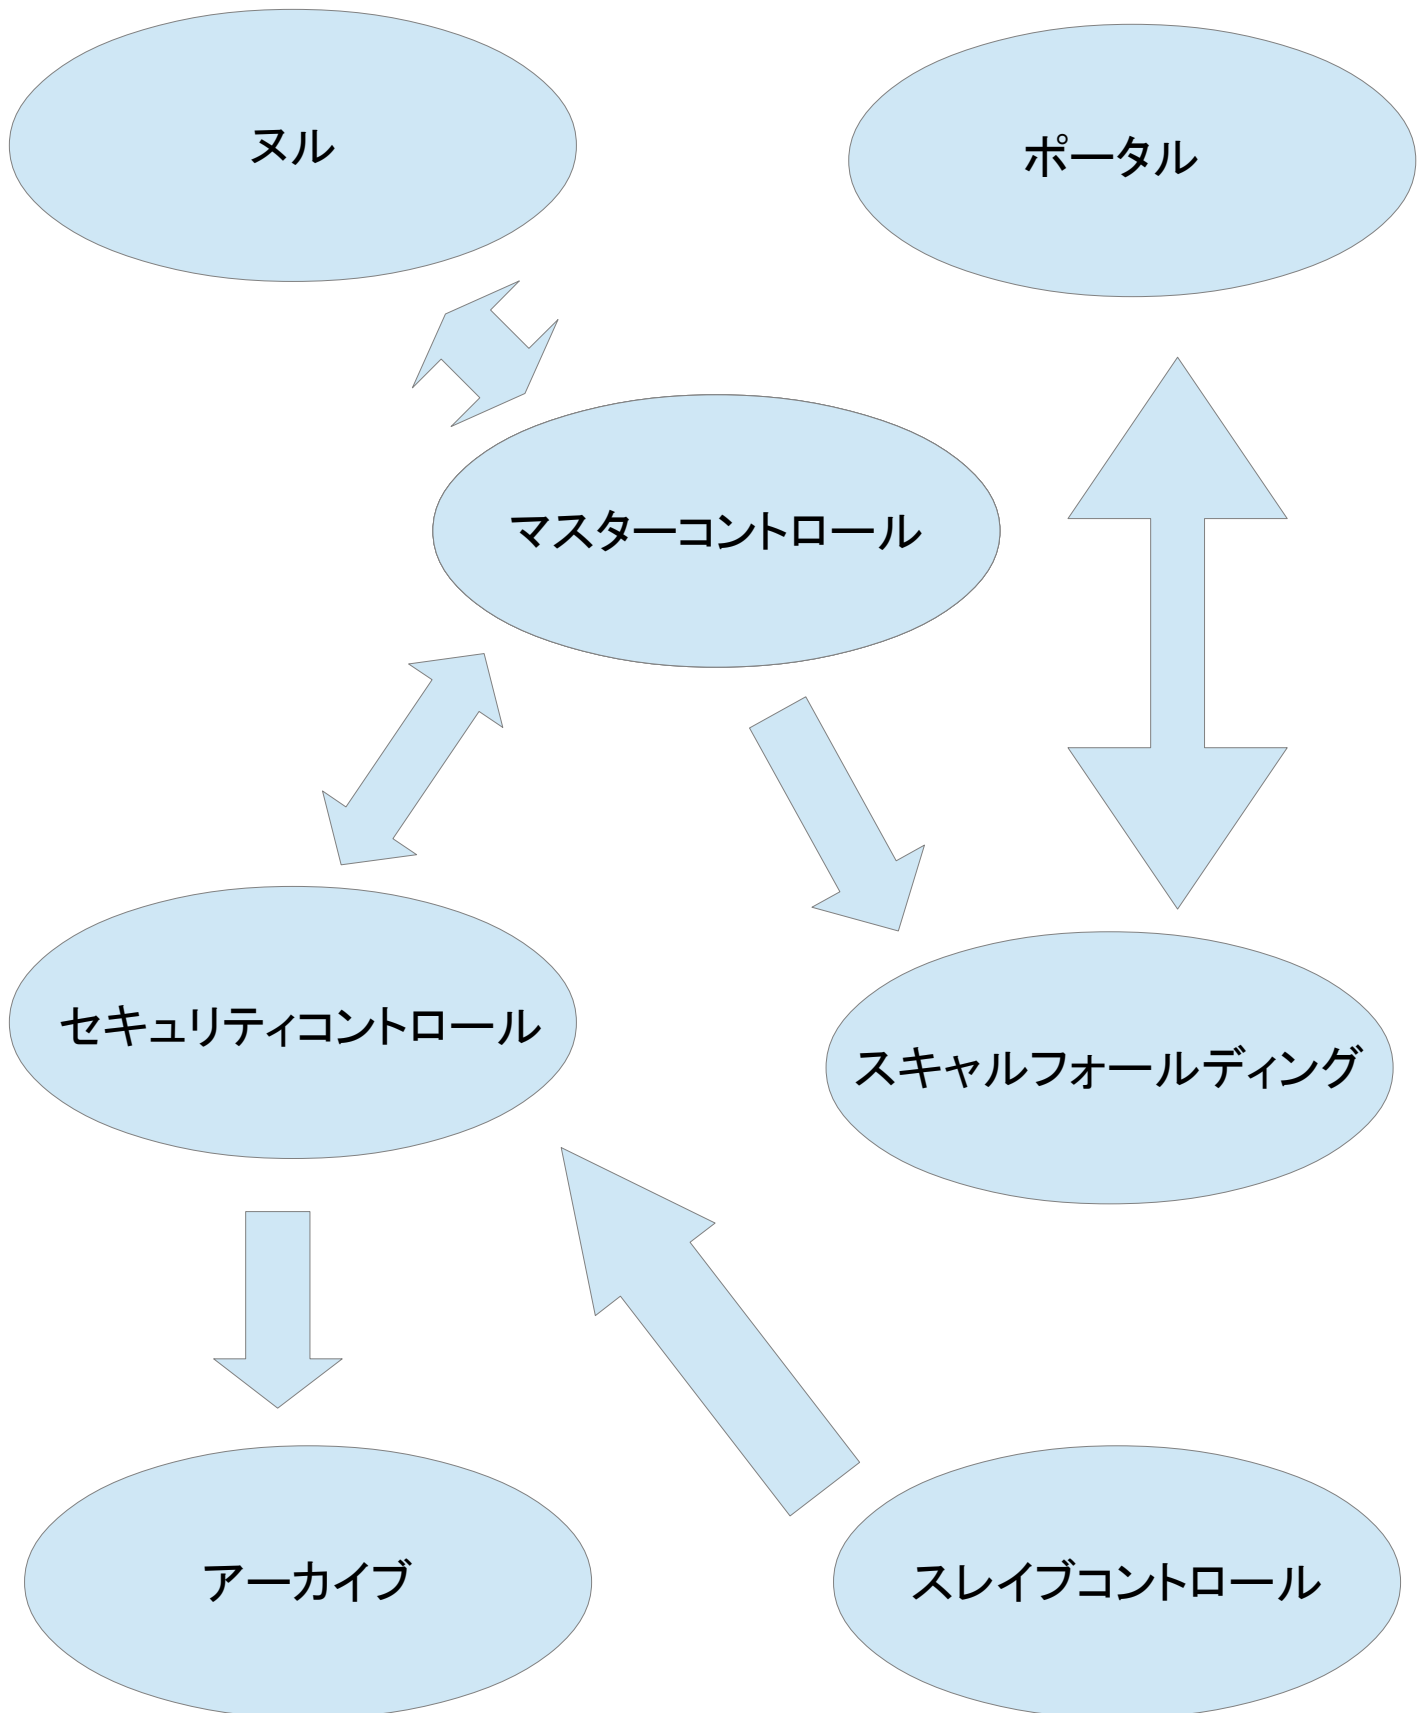 ヌル
ポータル
マスターコントロール
セキュリティコントロール
スキャルフォールディング
アーカイブ
スレイブコントロール